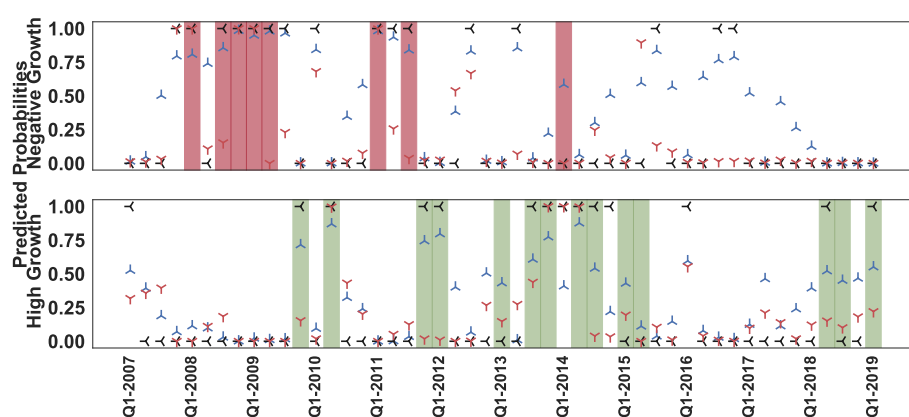 Predicted Probabilities
Negative Growth
High Growth
1.00
0.75
0.50
0.25
0.00
1.00
0.75
0.50
0.25
0.00
Q1-2007
Q1-2008
Q1-2009
Q1-2010
Q1-2011
Q1-2012
Q1-2013
Q1-2014
Q1-2015
Q1-2016
Q1-2017
Q1-2018
Q1-2019